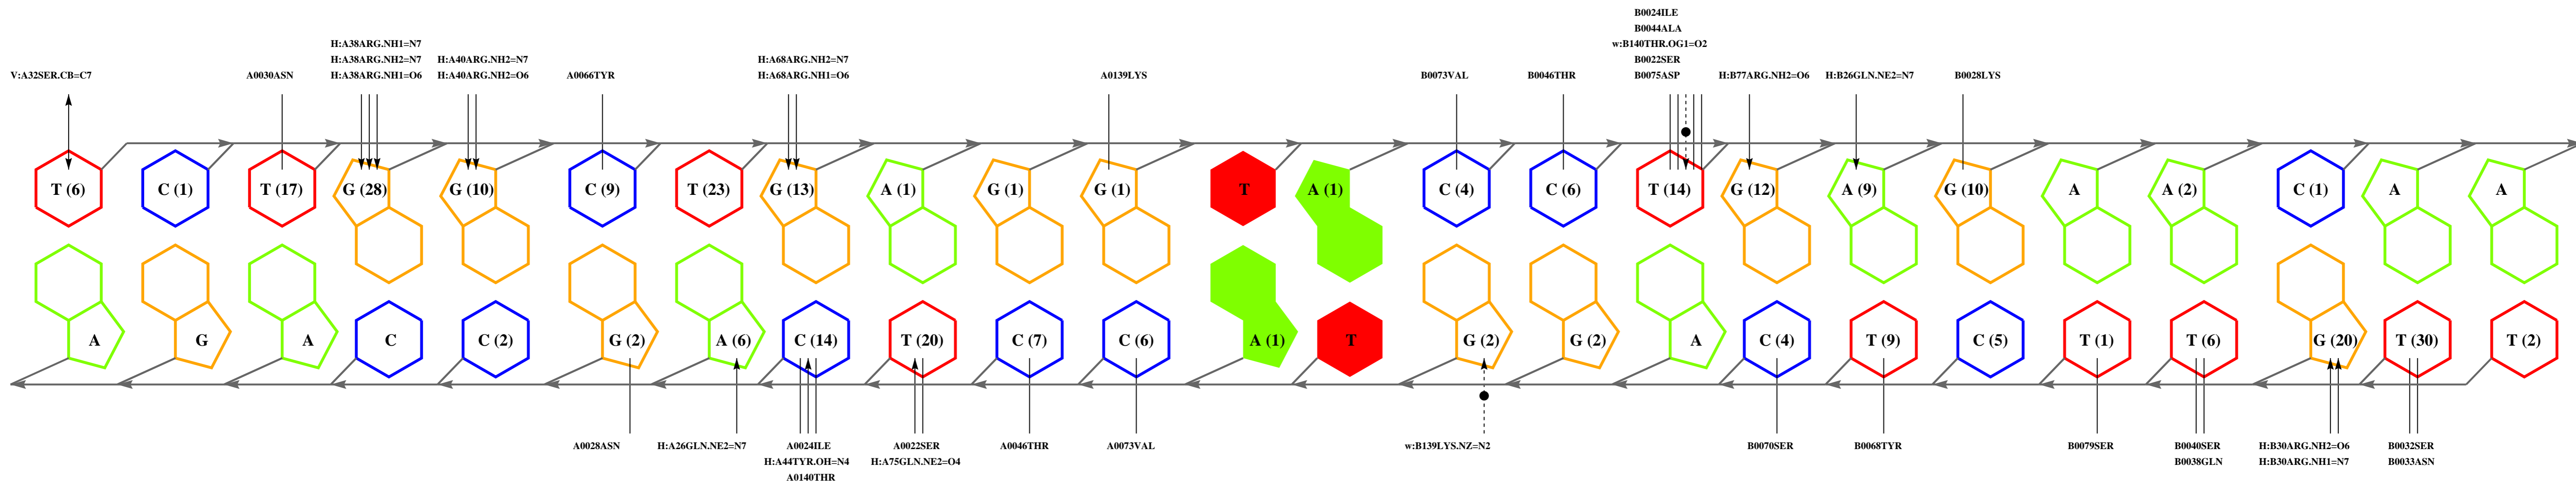 B0024ILE
B0044ALA
H:A38ARG.NH1=N7
H:A68ARG.NH2=N7
w:B140THR.OG1=O2
H:A38ARG.NH2=N7
H:A40ARG.NH2=N7
B0022SER
V:A32SER.CB=C7
A0030ASN
H:A38ARG.NH1=O6
H:A40ARG.NH2=O6
A0066TYR
H:A68ARG.NH1=O6
A0139LYS
B0073VAL
B0046THR
B0075ASP
H:B77ARG.NH2=O6
H:B26GLN.NE2=N7
B0028LYS
T (6)
C (1)
T (17)
G (28)
G (10)
C (9)
T (23)
G (13)
A (1)
G (1)
G (1)
T
A (1)
C (4)
C (6)
T (14)
G (12)
A (9)
G (10)
A
A (2)
C (1)
A
A
A
G
A
C
C (2)
G (2)
A (6)
C (14)
T (20)
C (7)
C (6)
A (1)
T
G (2)
G (2)
A
C (4)
T (9)
C (5)
T (1)
T (6)
G (20)
T (30)
T (2)
A0028ASN
H:A26GLN.NE2=N7
A0024ILE
A0022SER
A0046THR
A0073VAL
w:B139LYS.NZ=N2
B0070SER
B0068TYR
B0079SER
B0040SER
H:B30ARG.NH2=O6
B0032SER
H:A44TYR.OH=N4
H:A75GLN.NE2=O4
B0038GLN
H:B30ARG.NH1=N7
B0033ASN
A0140THR